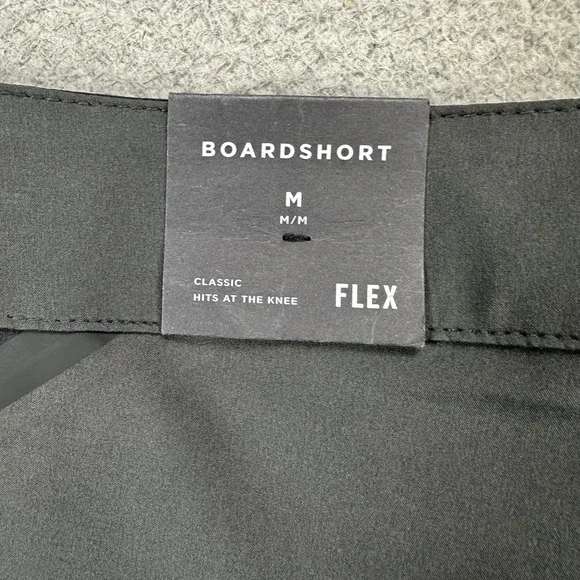 BOARDSHORT
M
M/M
CLASSIC
HITS AT THE KNEE
FLEX